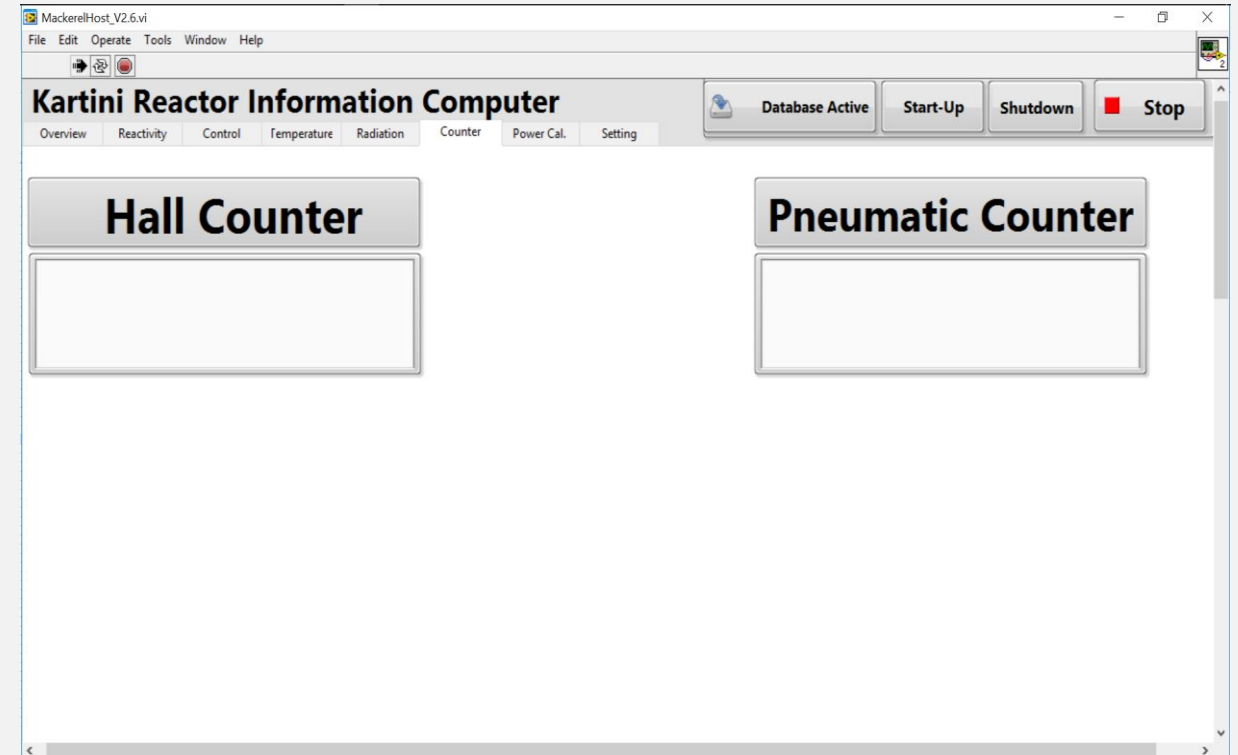 MackerelHost_V2.6.vi
File Edit Operate Tools Window Help
2
Kartini Reactor Information Computer
Database Active Start-Up Shutdown Stop
Overview Reactivity Control Temperature Radiation Counter Power Cal. Setting
Hall Counter Pneumatic Counter